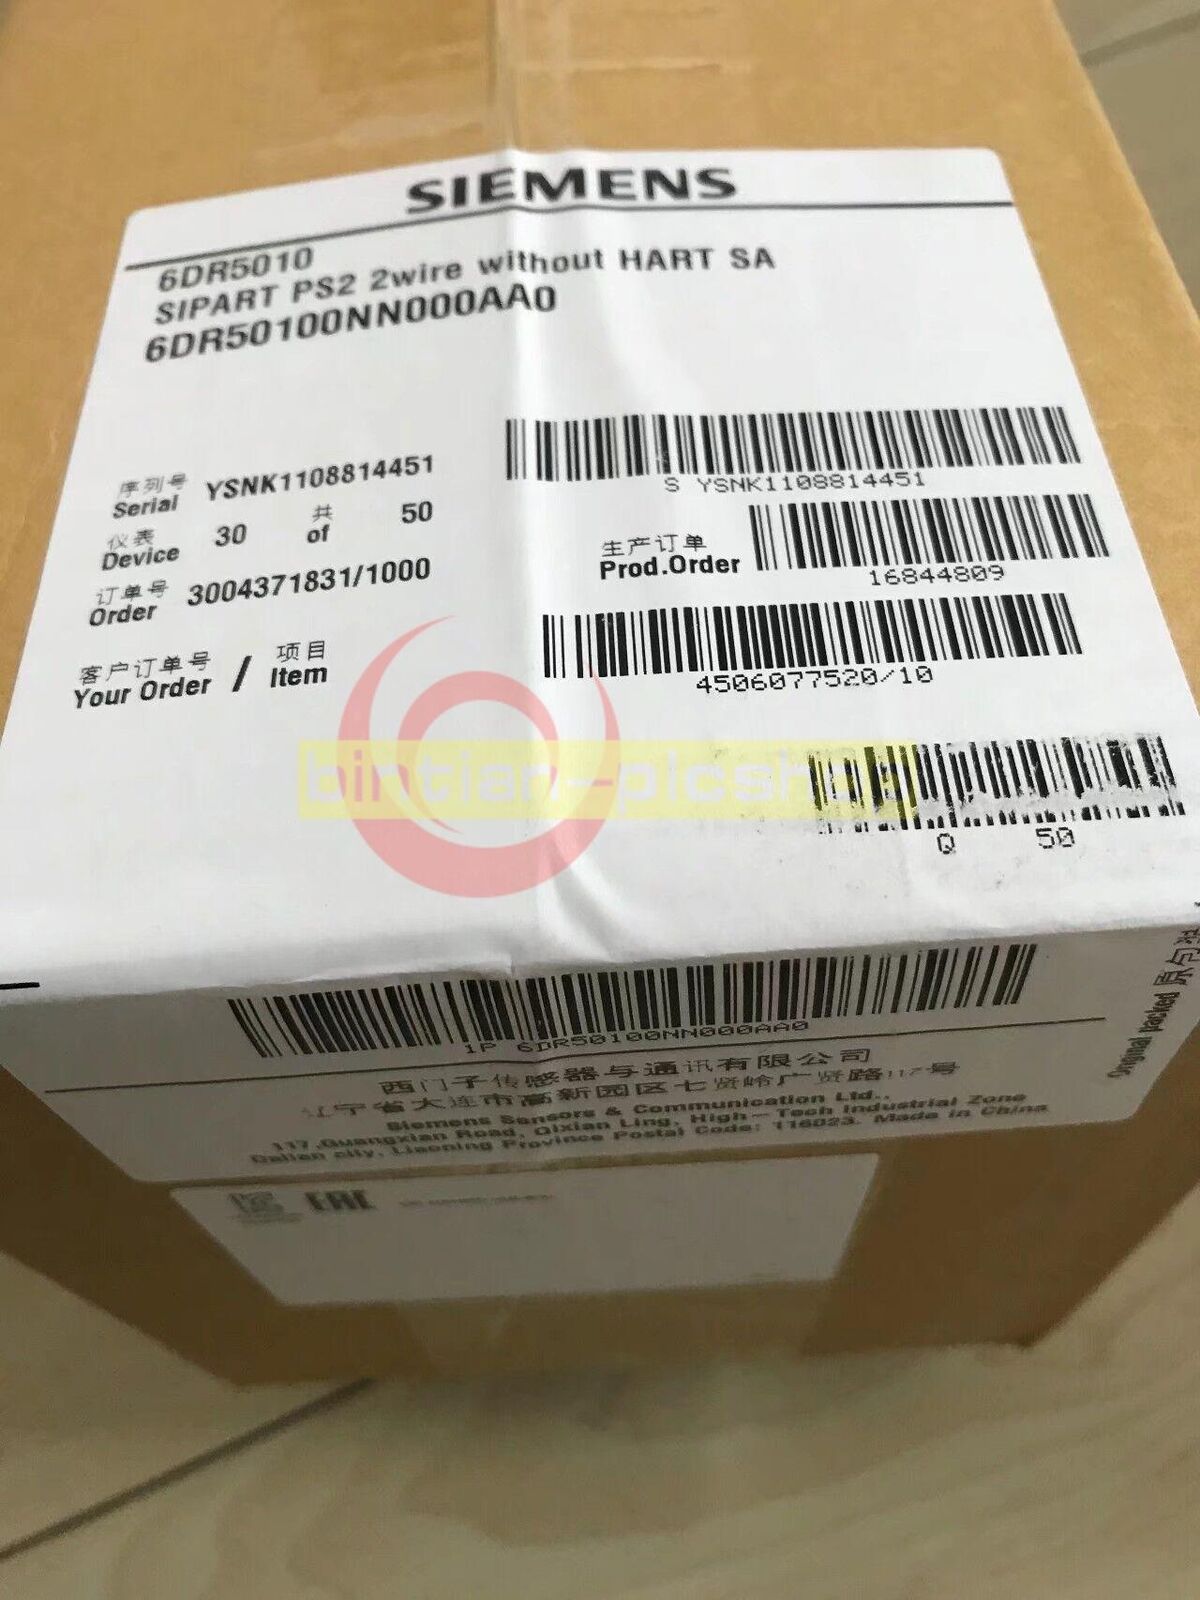 SIEMENS
6DR5010
SIPART PS2 2wire without HART SA
6DR50100NN000AA0
序列号
Serial YSNK1108814451
S YSNK1108814451
仪表 共
Device 30 of 50
生产订单
Prod.Order
16844809
订单号
Order 3004371831/1000
客户订单号 / 项目
Your Order / Item
4506077520/10
bintian-plcshop
Q 50
1P 6DR50100NN000AA0
Original packed 原包装
西门子传感器与通讯有限公司
辽宁省大连市高新园区七贤岭广贤路117号
Siemens Sensors & Communication Ltd.,
117,Guangxian Road, Qixian Ling, High-Tech Industrial Zone
Dalian city, Liaoning Province Postal Code: 116023. Made in China
EAC